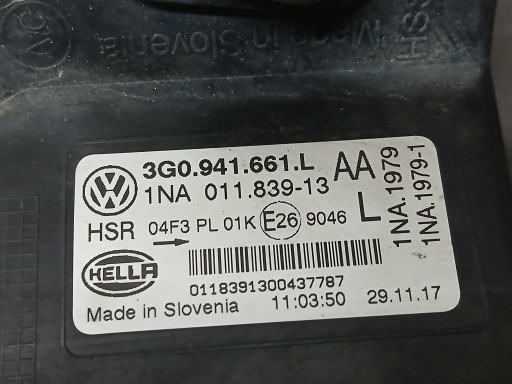 Made in Slovenia
HSR
3G0.941.661.L AA
1NA 011.839-13
HSR 04F3 PL 01K E26 9046 L
1NA.1979
1NA.1979-1
HELLA
0118391300437787
Made in Slovenia 11:03:50 29.11.17